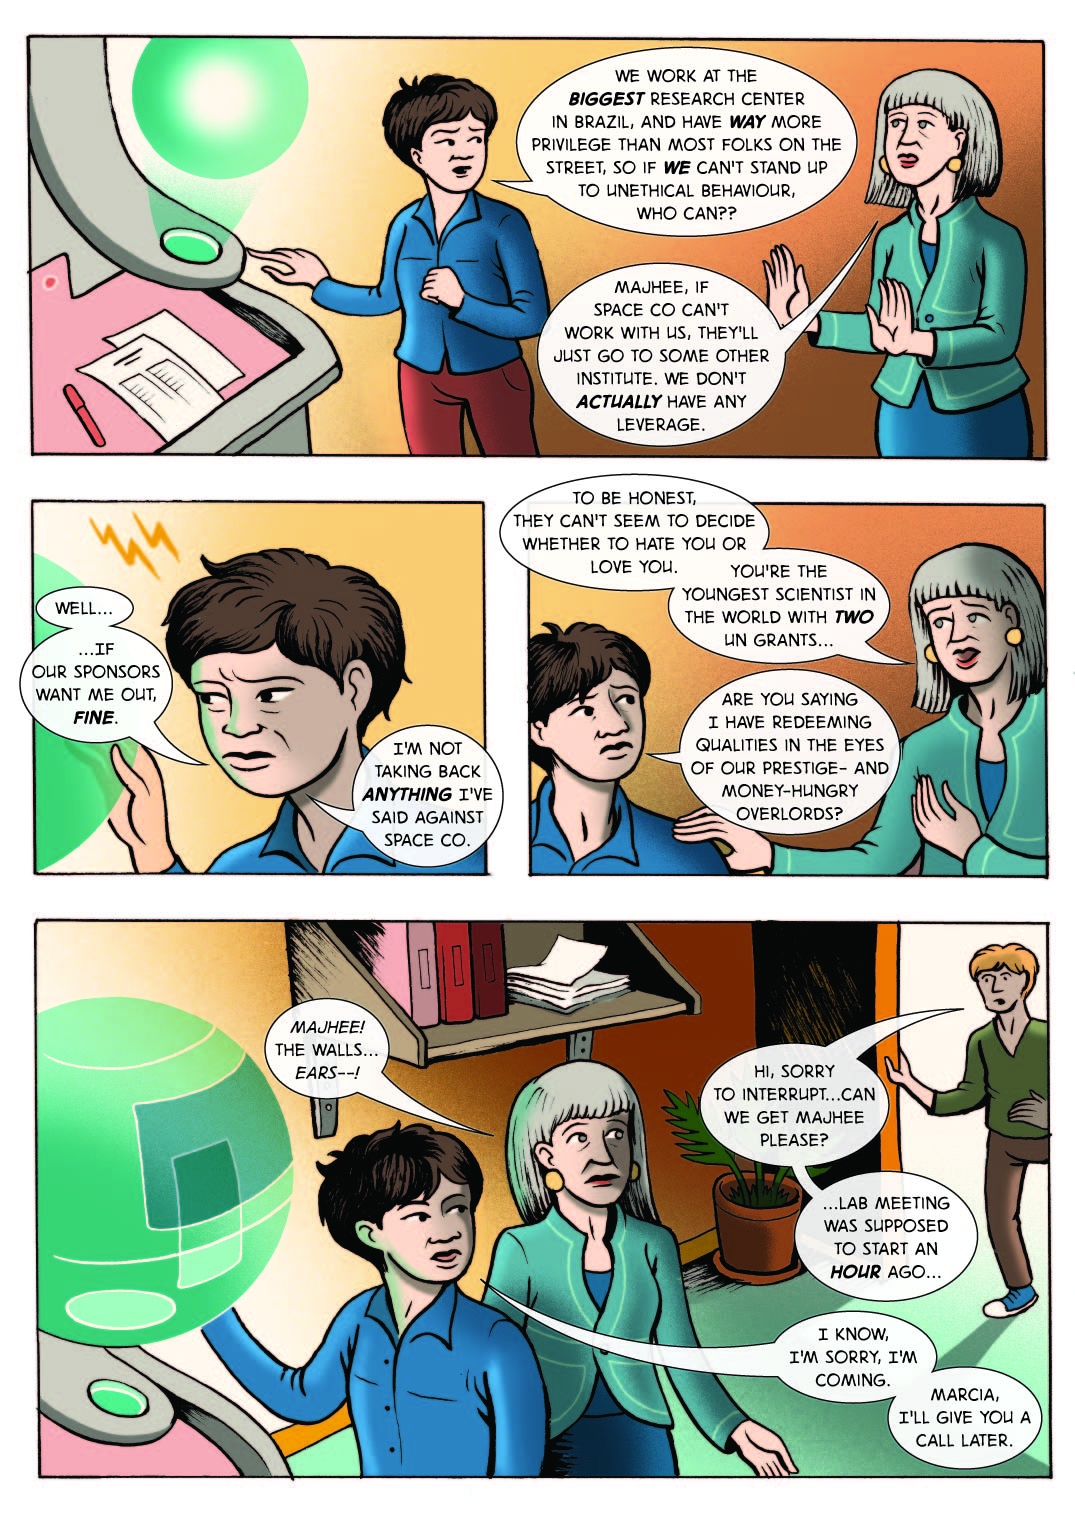 WE WORK AT THE
BIGGEST RESEARCH CENTER
IN BRAZIL, AND HAVE WAY MORE
PRIVILEGE THAN MOST FOLKS ON THE
STREET, SO IF WE CAN'T STAND UP
TO UNETHICAL BEHAVIOUR,
WHO CAN??
MAJHEE, IF
SPACE CO CAN'T
WORK WITH US, THEY'LL
JUST GO TO SOME OTHER
INSTITUTE. WE DON'T
ACTUALLY HAVE ANY
LEVERAGE.
WELL...
...IF
OUR SPONSORS
WANT ME OUT,
FINE.
I'M NOT
TAKING BACK
ANYTHING I'VE
SAID AGAINST
SPACE CO.
TO BE HONEST,
THEY CAN'T SEEM TO DECIDE
WHETHER TO HATE YOU OR
LOVE YOU.
YOU'RE THE
YOUNGEST SCIENTIST IN
THE WORLD WITH TWO
UN GRANTS...
ARE YOU SAYING
I HAVE REDEEMING
QUALITIES IN THE EYES
OF OUR PRESTIGE- AND
MONEY-HUNGRY
OVERLORDS?
MAJHEE!
THE WALLS...
EARS--!
HI, SORRY
TO INTERRUPT...CAN
WE GET MAJHEE
PLEASE?
...LAB MEETING
WAS SUPPOSED
TO START AN
HOUR AGO...
I KNOW,
I'M SORRY, I'M
COMING.
MARCIA,
I'LL GIVE YOU A
CALL LATER.